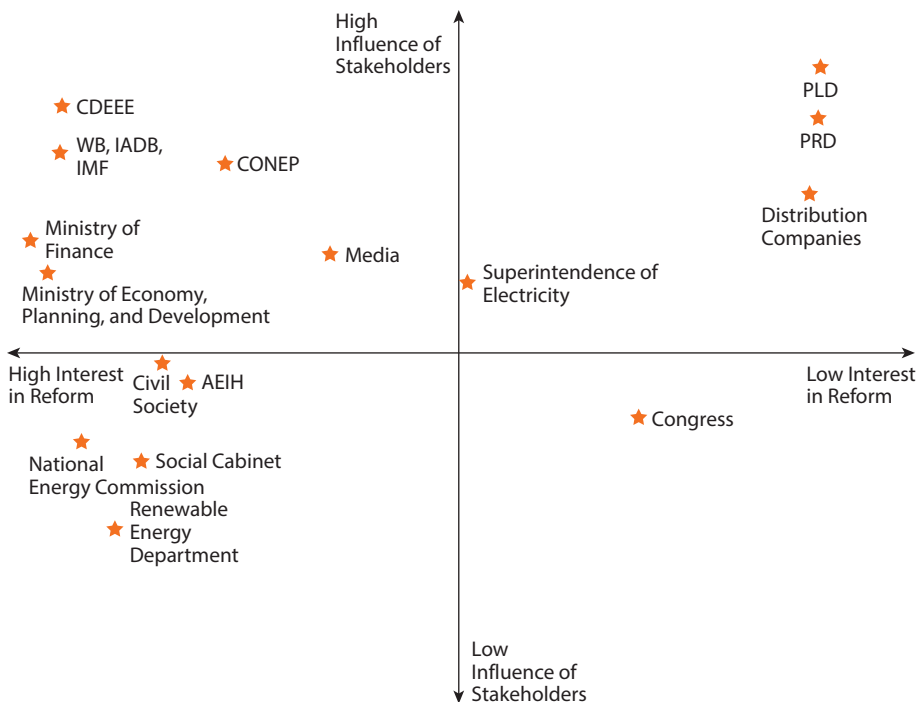 High
Influence of
Stakeholders
PLD
CDEEE
PRD
WB, IADB,
IMF
CONEP
Distribution
Companies
Ministry of
Finance
Media
Superintendence of
Electricity
Ministry of Economy,
Planning, and Development
High Interest
in Reform
Low Interest
in Reform
Civil
Society
AEIH
Congress
National
Energy Commission
Social Cabinet
Renewable
Energy
Department
Low
Influence of
Stakeholders